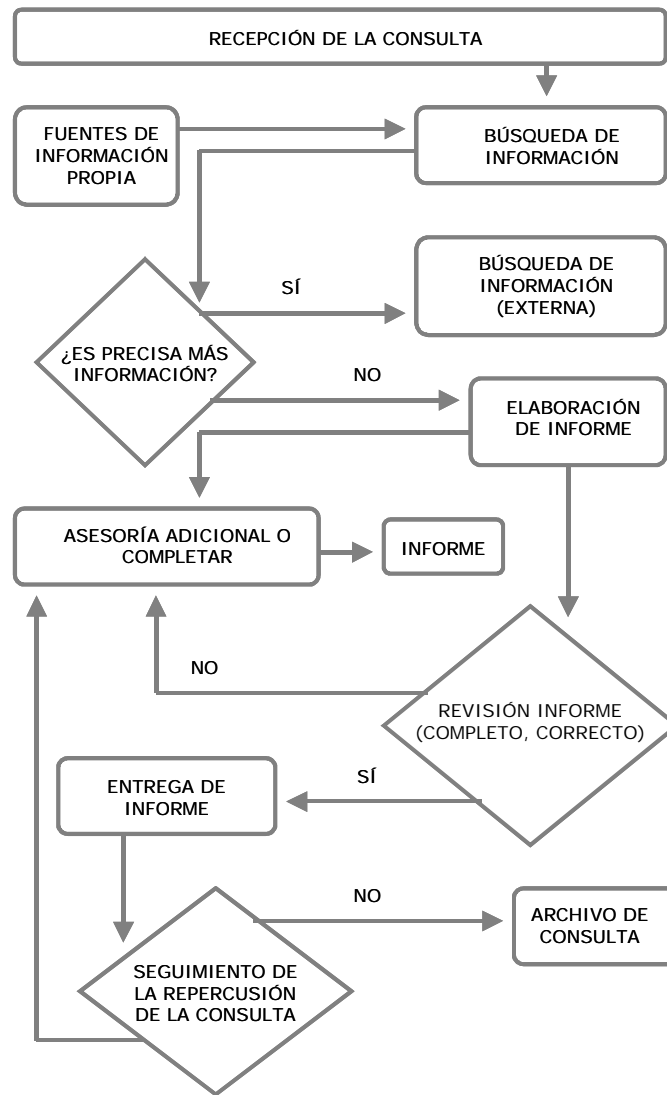 RECEPCIÓN DE LA CONSULTA
FUENTES DE
INFORMACIÓN
PROPIA
BÚSQUEDA DE
INFORMACIÓN
BÚSQUEDA DE
INFORMACIÓN
(EXTERNA)
SÍ
¿ES PRECISA MÁS
INFORMACIÓN?
NO
ELABORACIÓN
DE INFORME
ASESORÍA ADICIONAL O
COMPLETAR
INFORME
NO
REVISIÓN INFORME
(COMPLETO, CORRECTO)
SÍ
ENTREGA DE
INFORME
NO
ARCHIVO DE
CONSULTA
SEGUIMIENTO DE
LA REPERCUSIÓN
DE LA CONSULTA